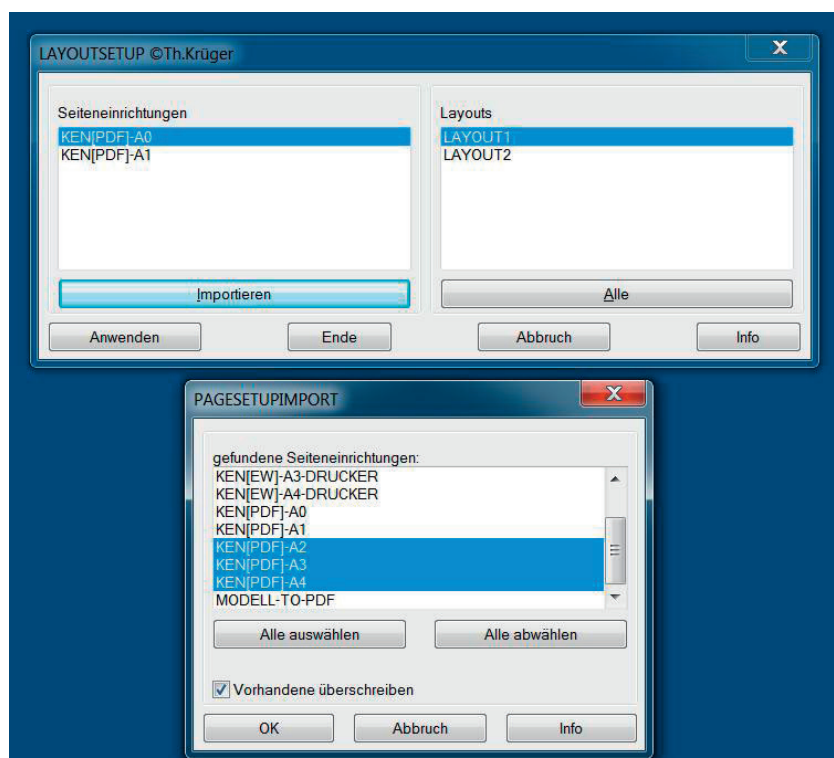 LAYOUTSETUP ©Th.Krüger
Seiteneinrichtungen
KEN[PDF]-A0
KEN[PDF]-A1
Importieren
Layouts
LAYOUT1
LAYOUT2
Alle
Anwenden Ende Abbruch Info
PAGESETUPIMPORT
gefundene Seiteneinrichtungen:
KEN[EW]-A3-DRUCKER
KEN[EW]-A4-DRUCKER
KEN[PDF]-A0
KEN[PDF]-A1
KEN[PDF]-A2
KEN[PDF]-A3
KEN[PDF]-A4
MODELL-TO-PDF
Alle auswählen Alle abwählen
Vorhandene überschreiben
OK Abbruch Info